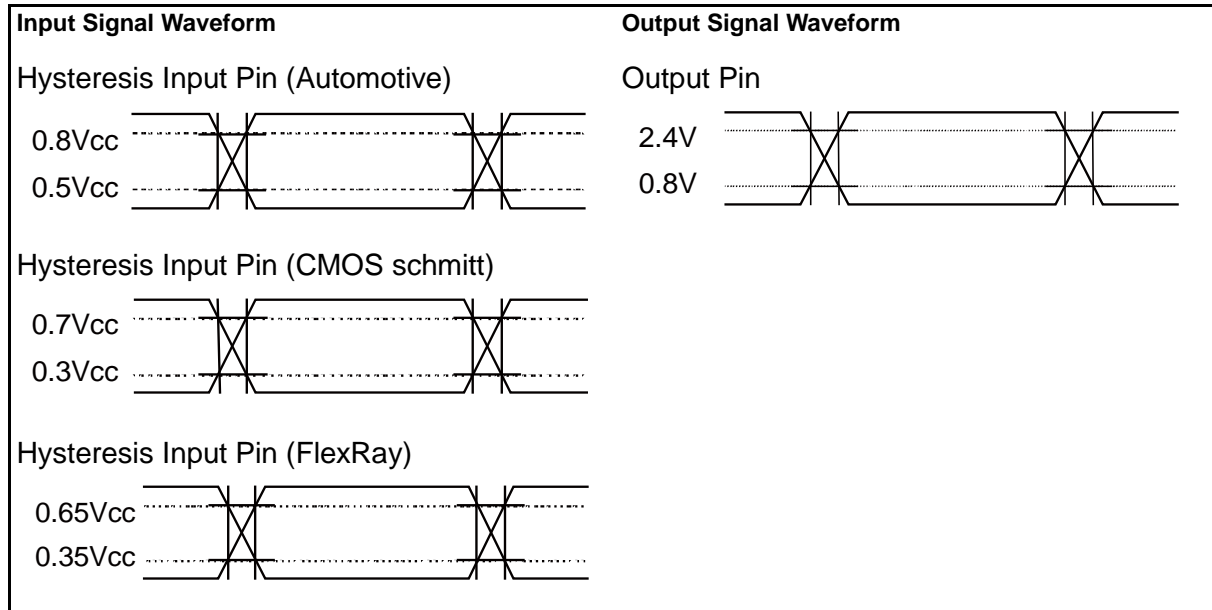 Input Signal Waveform
Hysteresis Input Pin (Automotive)
0.8Vcc
0.5Vcc
Hysteresis Input Pin (CMOS schmitt)
0.7Vcc
0.3Vcc
Hysteresis Input Pin (FlexRay)
0.65Vcc
0.35Vcc
Output Signal Waveform
Output Pin
2.4V
0.8V